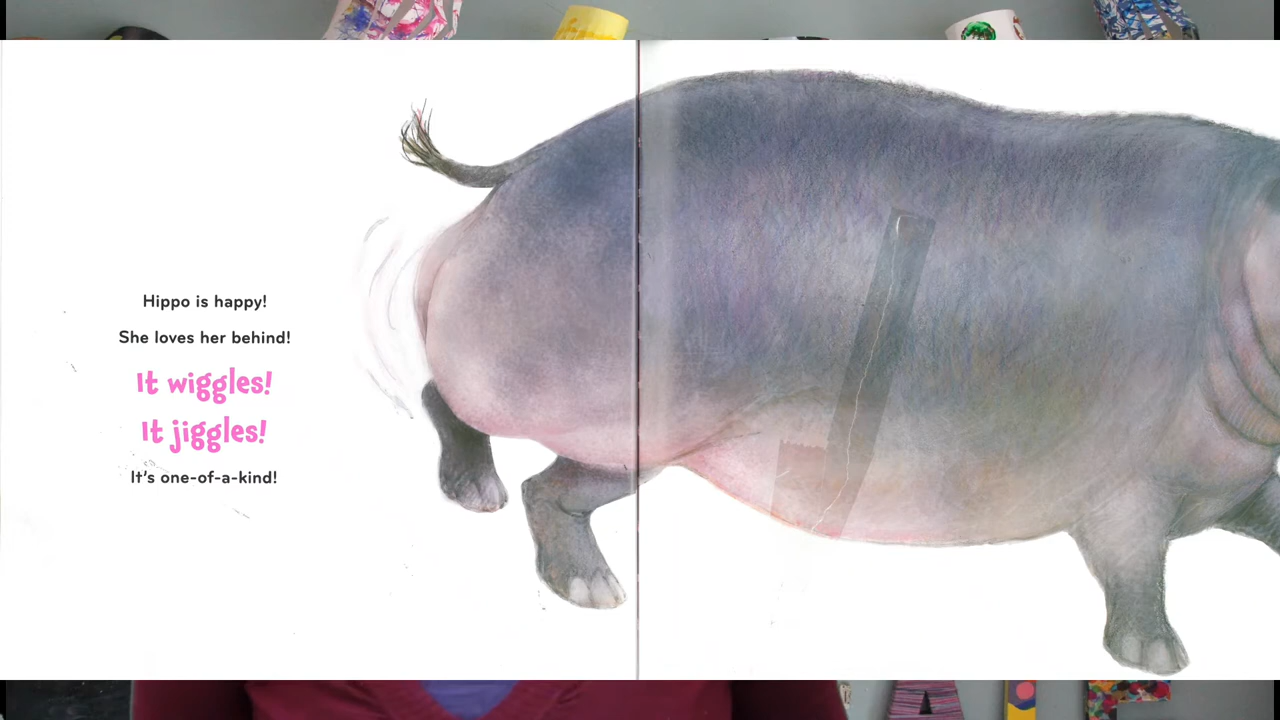 Hippo is happy!
She loves her behind!
It wiggles!
It jiggles!
It's one-of-a-kind!